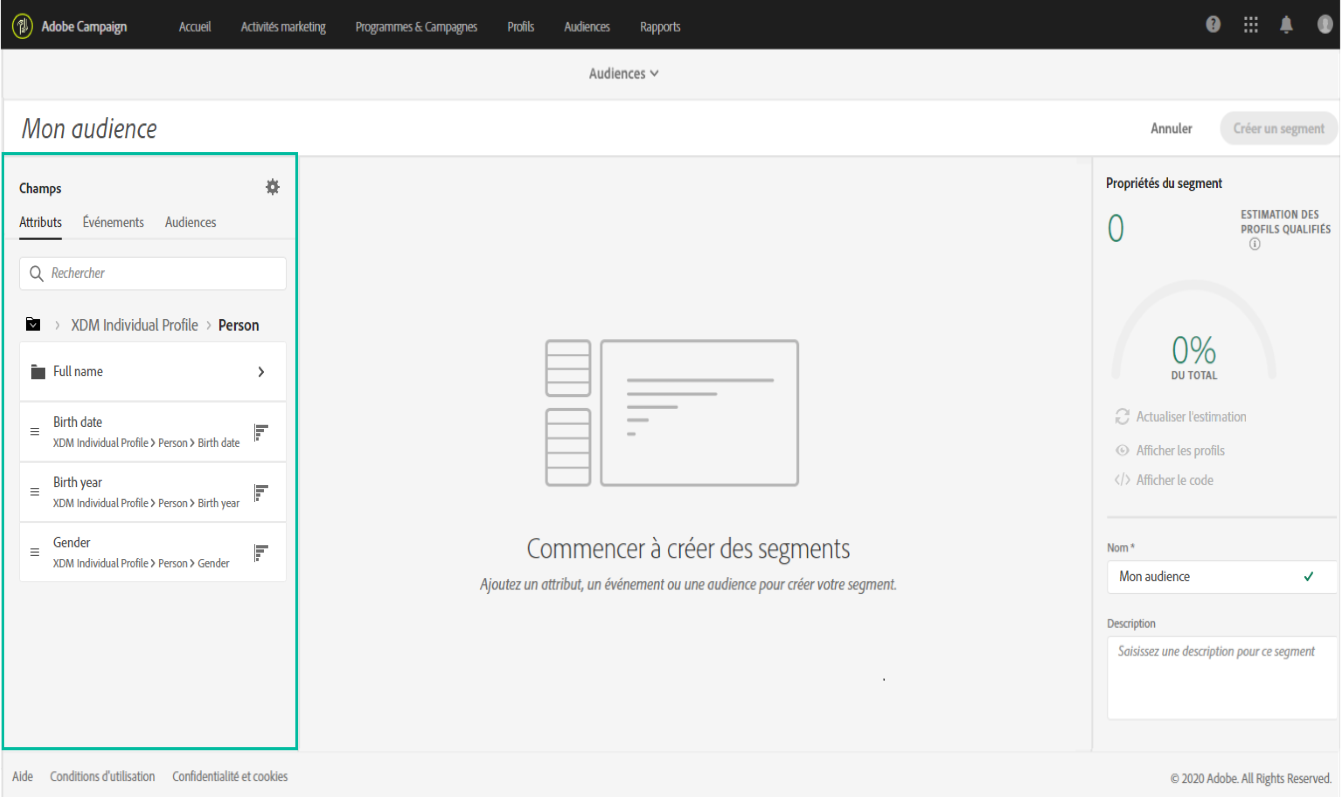 Adobe Campaign Accueil Activités marketing Programmes & Campagnes Profils Audiences Rapports
Audiences
Mon audience
Annuler Créer un segment
Champs
Attributs Événements Audiences
Rechercher
XDM Individual Profile > Person
Full name
Birth date
XDM Individual Profile > Person > Birth date
Birth year
XDM Individual Profile > Person > Birth year
Gender
XDM Individual Profile > Person > Gender
Commencer à créer des segments
Ajoutez un attribut, un événement ou une audience pour créer votre segment.
Propriétés du segment
0
ESTIMATION DES
PROFILS QUALIFIÉS
0%
DU TOTAL
Actualiser l'estimation
Afficher les profils
</> Afficher le code
Nom *
Mon audience
Description
Saisissez une description pour ce segment
Aide Conditions d'utilisation Confidentialité et cookies
© 2020 Adobe. All Rights Reserved.